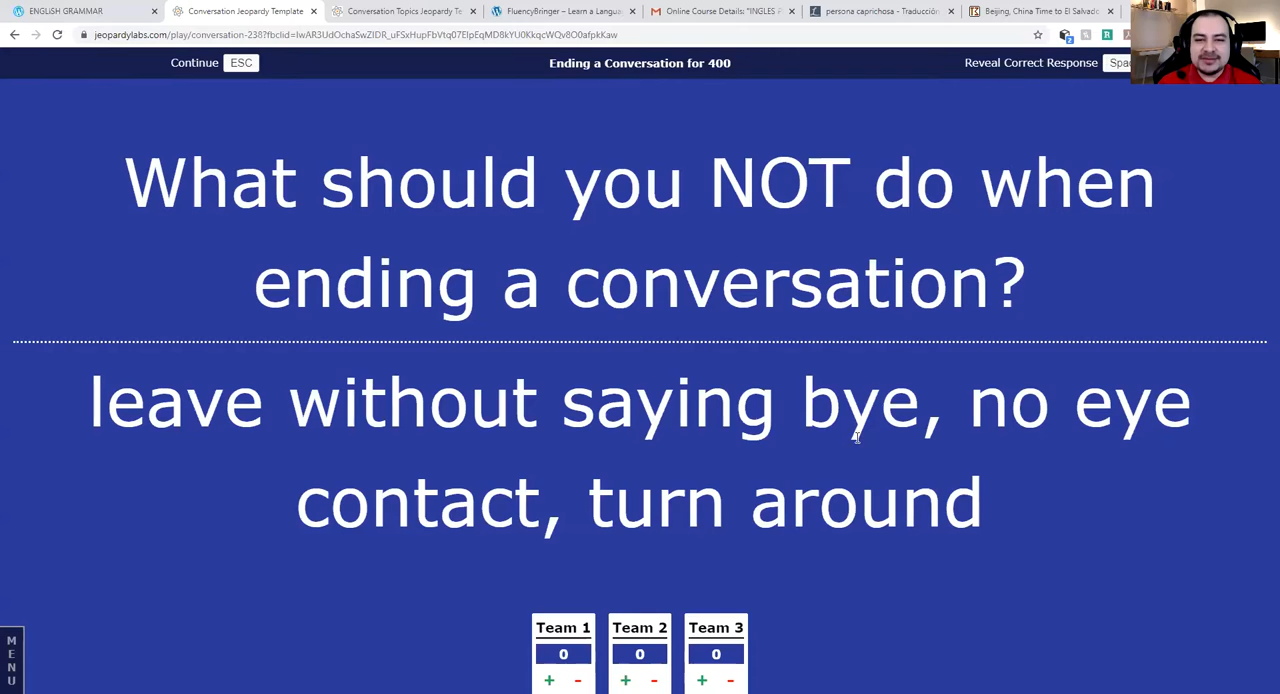 ENGLISH GRAMMAR
Conversation Jeopardy Template
Conversation Topics Jeopardy Te
FluencyBringer – Learn a Langua
Online Course Details: "INGLES
persona caprichosa - Traducción
Beijing, China Time to El Salvado
jeopardylabs.com/play/conversation-238?fbclid=IwAR3UdOchaSwZIDR_uFSxHupFbVtq07ElpEqMD8kYU0KkqcWQv8O0afpkKaw
Continue ESC
Ending a Conversation for 400
Reveal Correct Response
What should you NOT do when
ending a conversation?
leave without saying bye, no eye
contact, turn around
Team 1 Team 2 Team 3
0 0 0
+ - + - + -
MENU